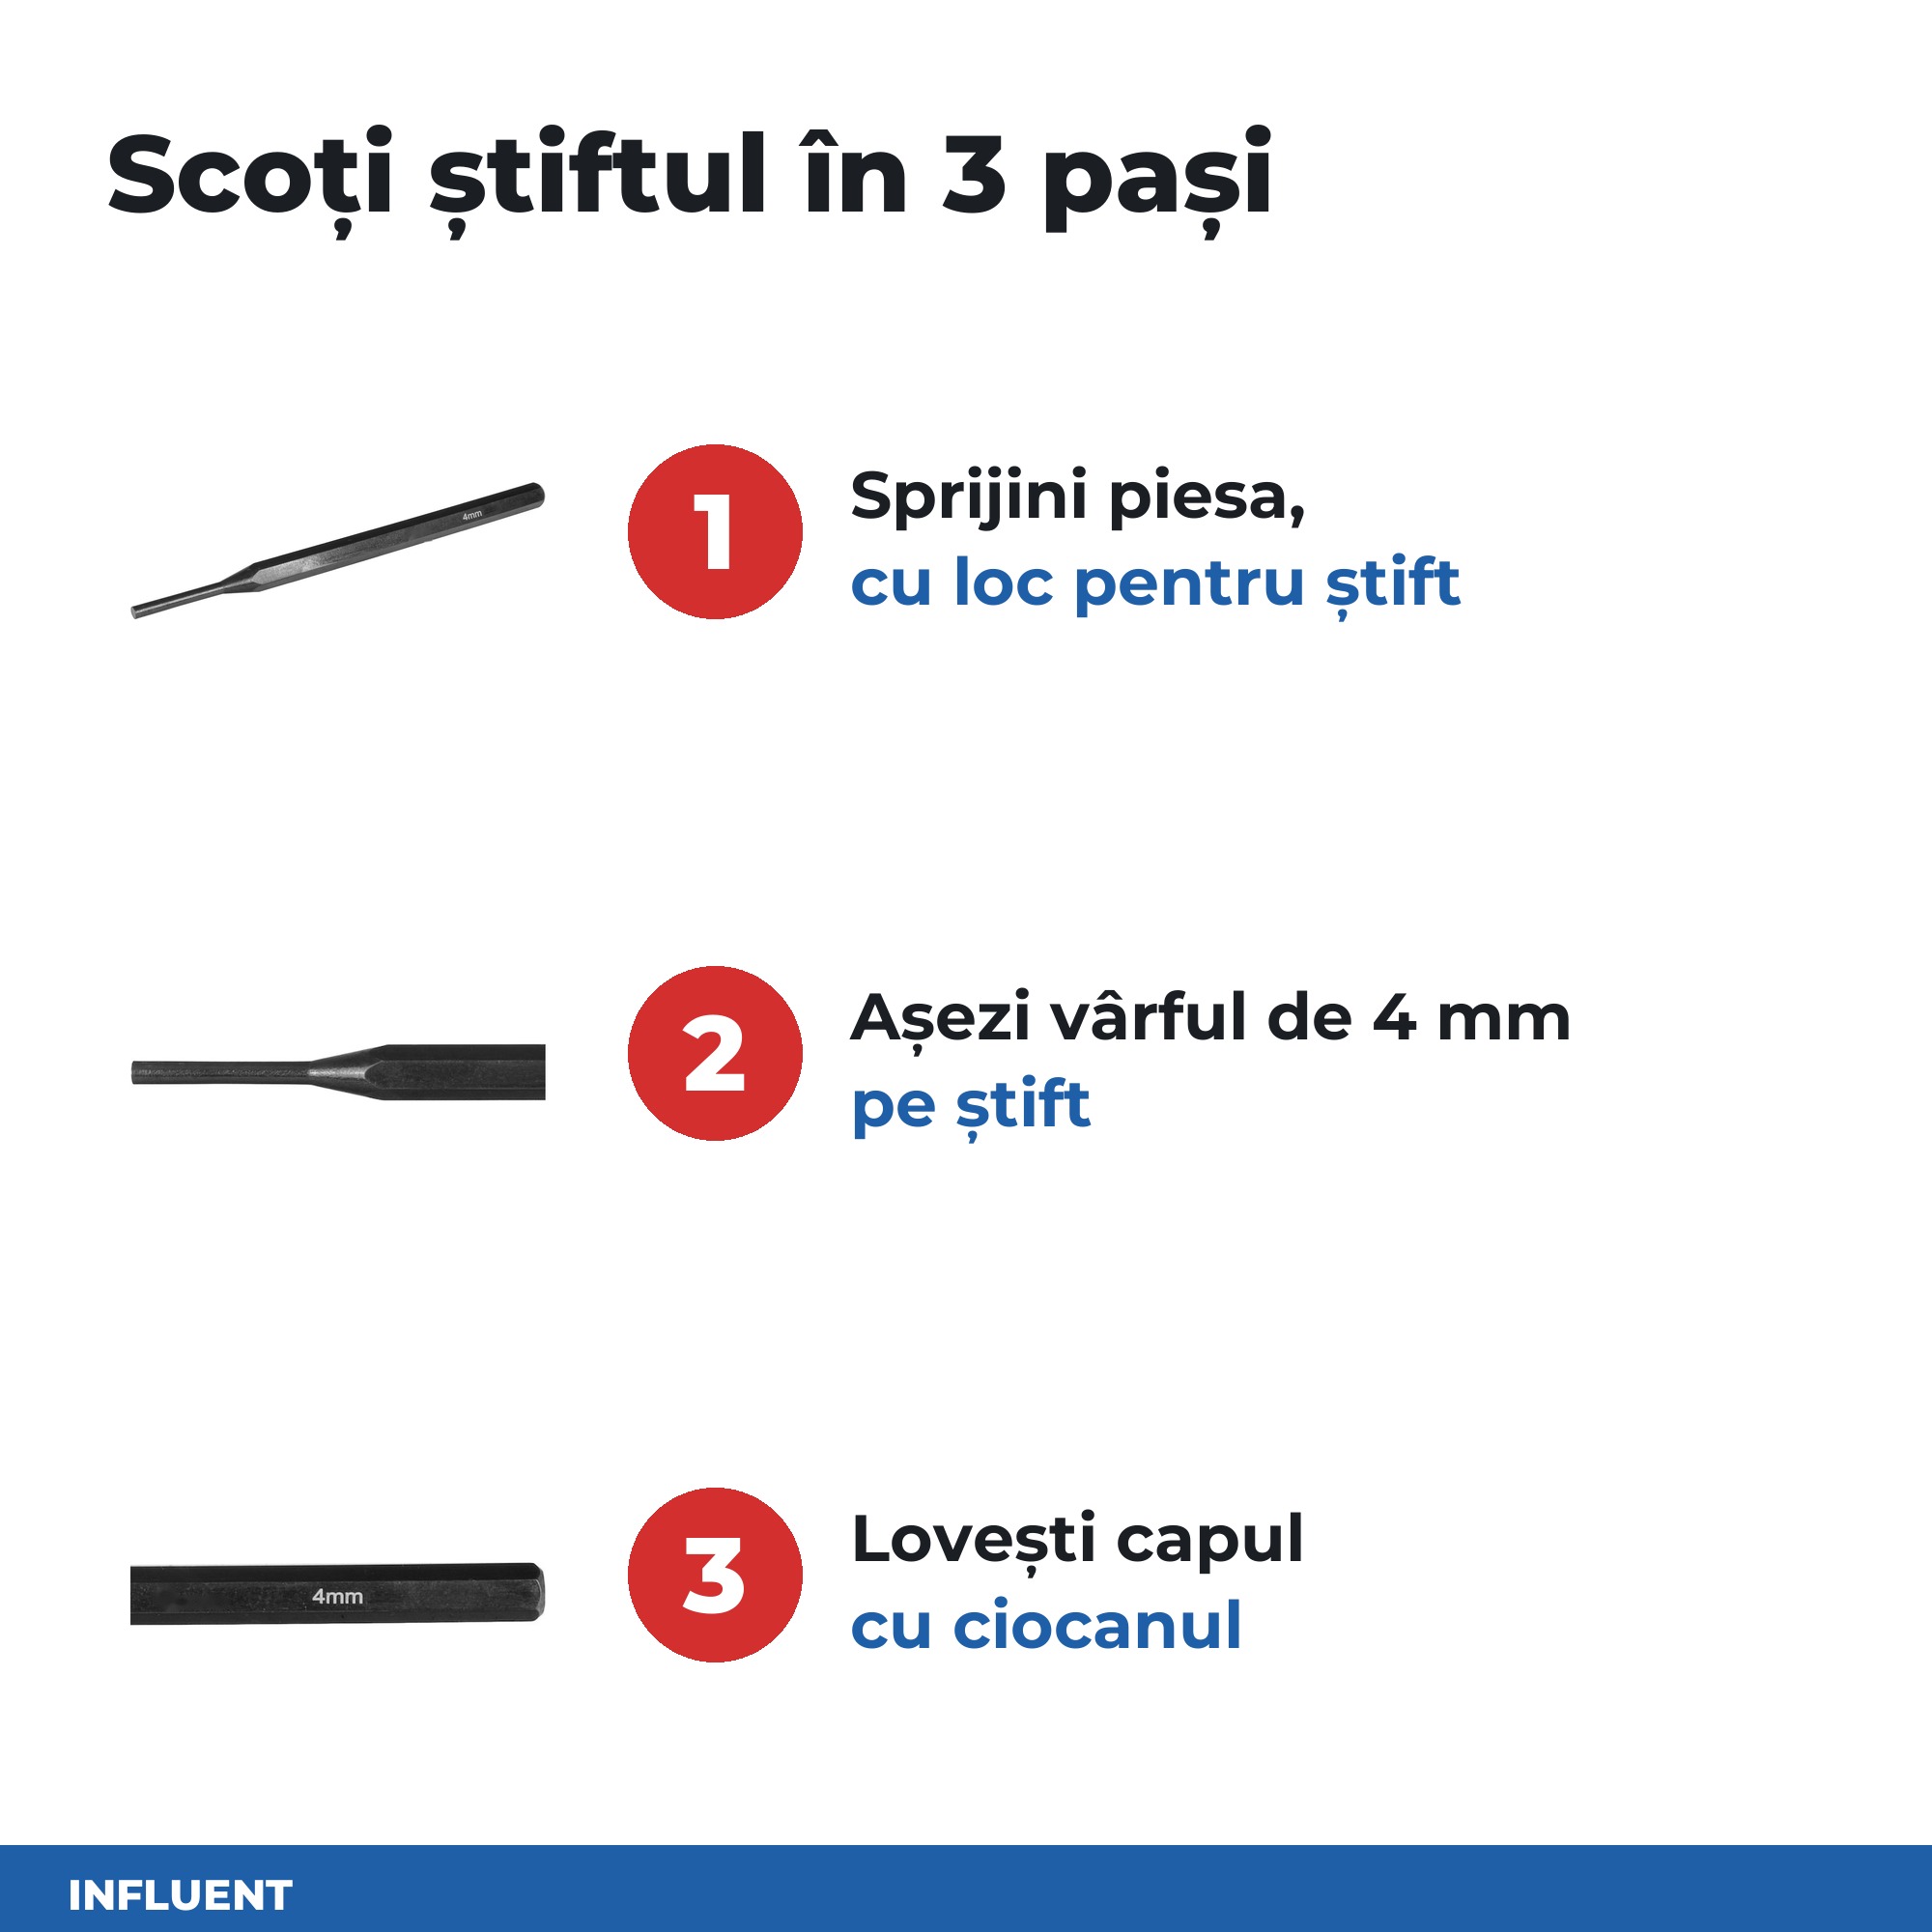 Scoți știftul în 3 pași
4mm
1
Sprijini piesa,
cu loc pentru știft
2
Așezi vârful de 4 mm
pe știft
4mm
3
Lovești capul
cu ciocanul
INFLUENT